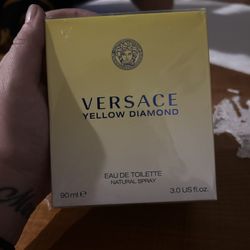 VERSACE
YELLOW DIAMOND
EAU DE TOILETTE
NATURAL SPRAY
90 ml e 3.0 US fl.oz.